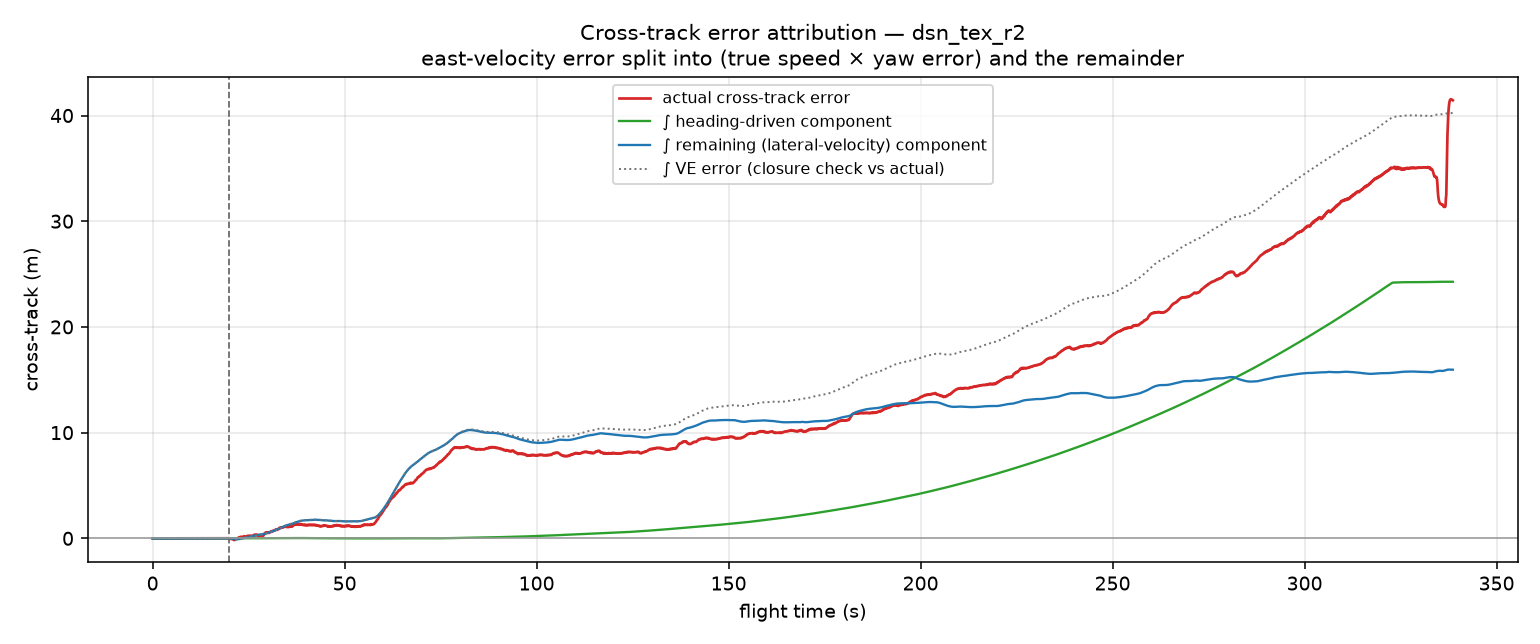 Cross-track error attribution — dsn_tex_r2
east-velocity error split into (true speed × yaw error) and the remainder
actual cross-track error
∫ heading-driven component
∫ remaining (lateral-velocity) component
∫ VE error (closure check vs actual)
cross-track (m)
40
30
20
10
0
0 50 100 150 200 250 300 350
flight time (s)